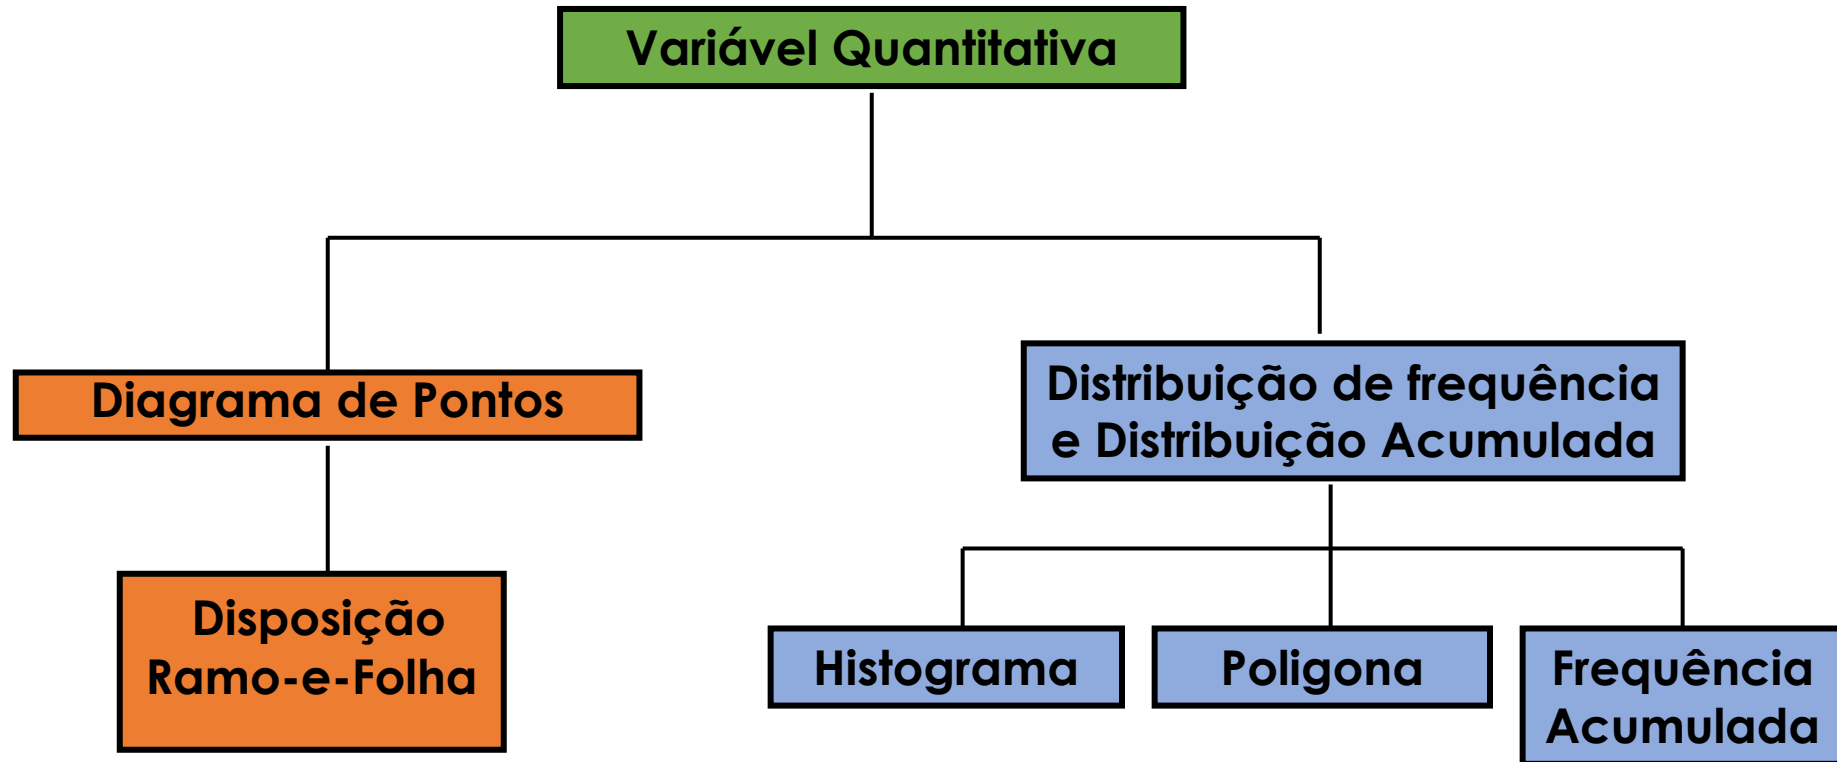 Variável Quantitativa
Diagrama de Pontos
Distribuição de frequência
e Distribuição Acumulada
Disposição
Ramo-e-Folha
Histograma
Poligona
Frequência
Acumulada